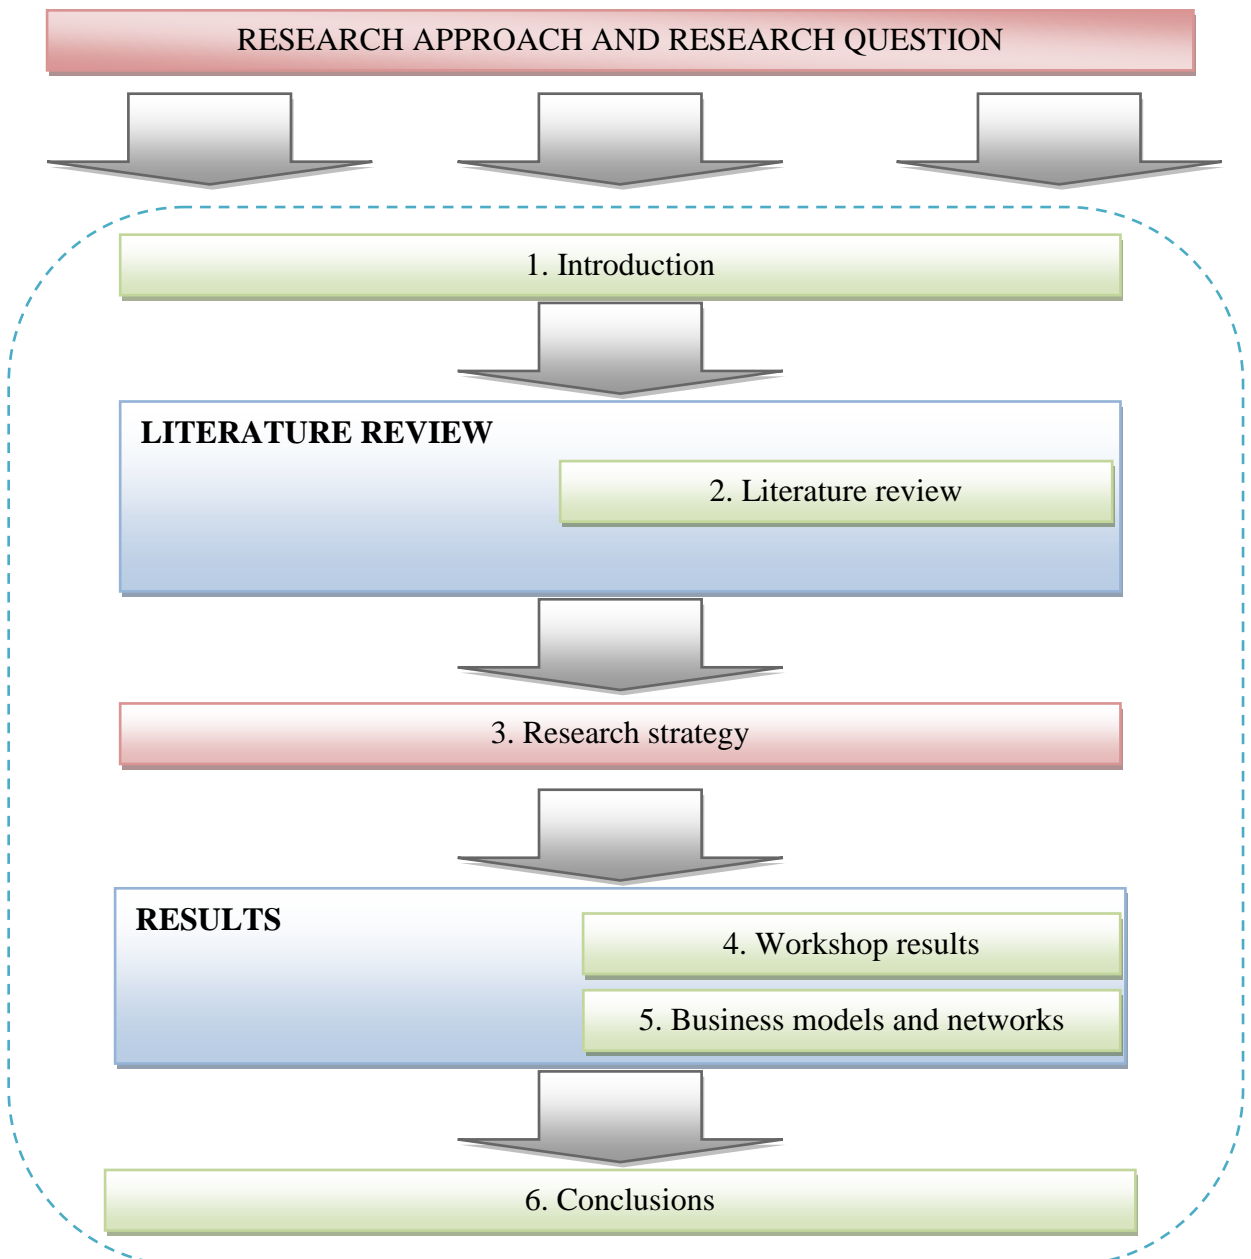 RESEARCH APPROACH AND RESEARCH QUESTION
1. Introduction
LITERATURE REVIEW
2. Literature review
3. Research strategy
RESULTS
4. Workshop results
5. Business models and networks
6. Conclusions